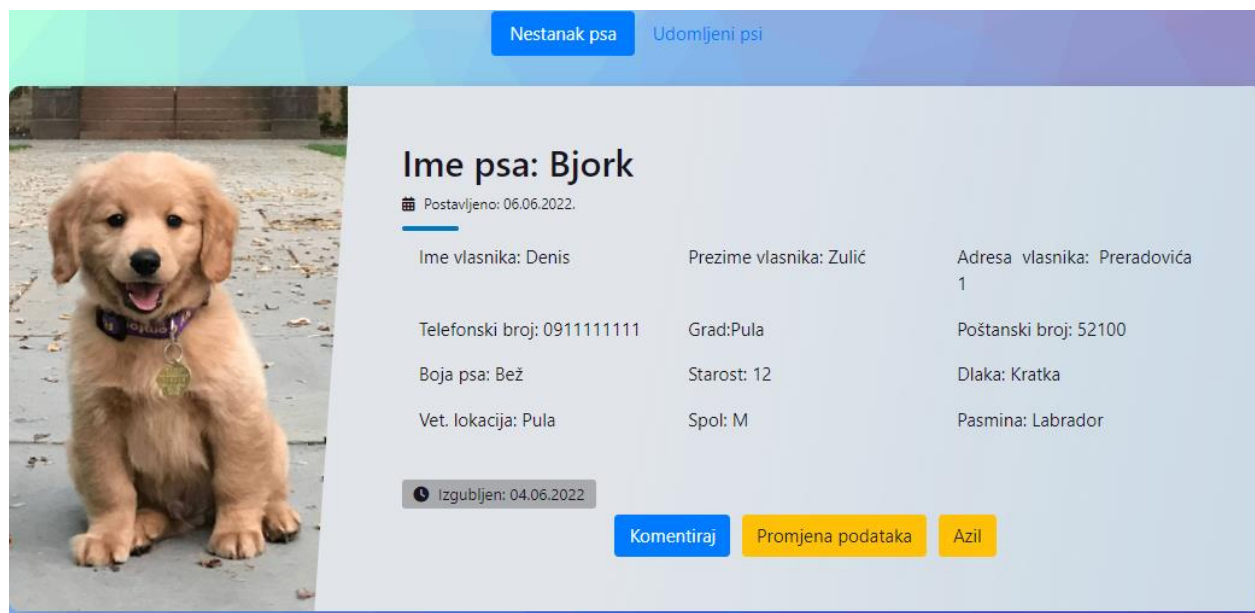 Nestanak psa Udomljeni psi
Ime psa: Bjork
Postavljeno: 06.06.2022.
Ime vlasnika: Denis Prezime vlasnika: Zulić Adresa vlasnika: Preradovića
1
Telefonski broj: 0911111111 Grad:Pula Poštanski broj: 52100
Boja psa: Bež Starost: 12 Dlaka: Kratka
Vet. lokacija: Pula Spol: M Pasmina: Labrador
Izgubljen: 04.06.2022
Komentiraj Promjena podataka Azil